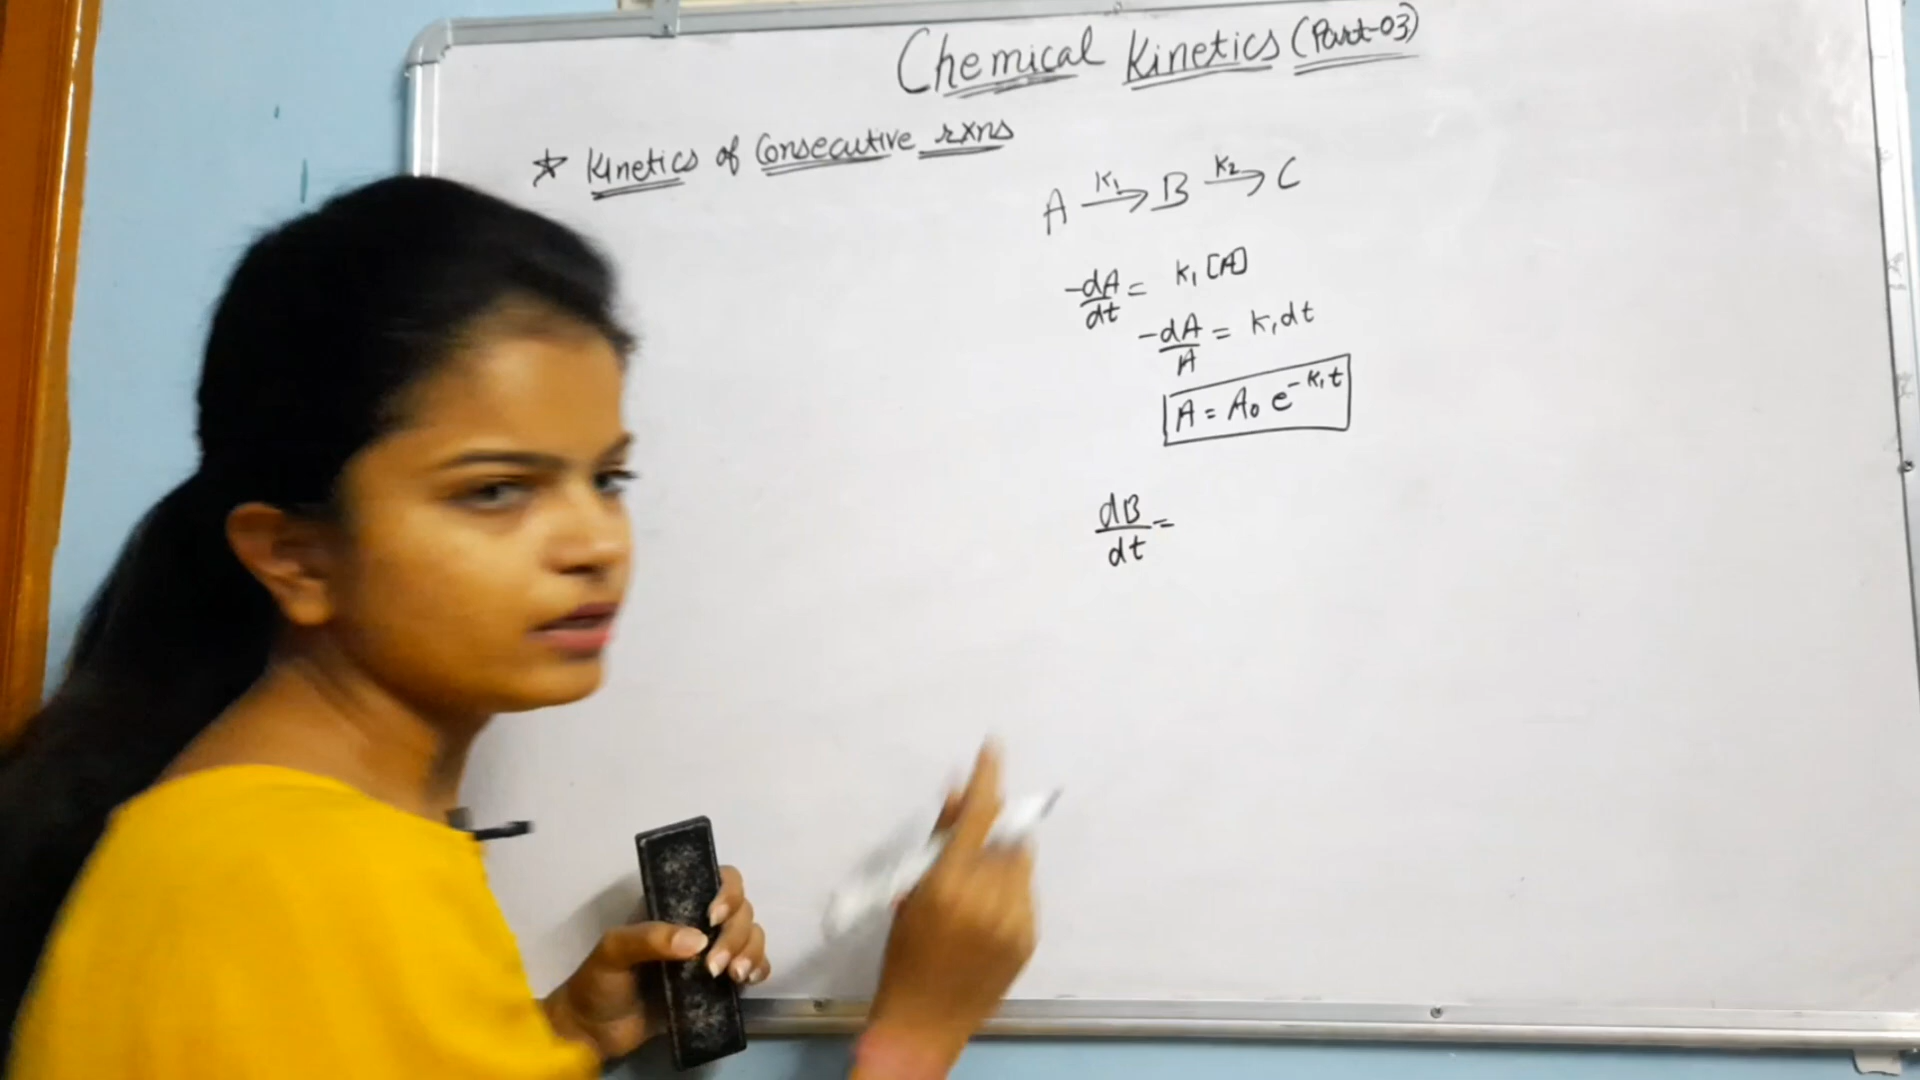 Chemical Kinetics (Part-03)
* Kinetics of Consecutive rxns
A —K₁→ B —K₂→ C
-dA/dt = K₁[A]
-dA/A = K₁dt
A = A₀ e^-K₁t
dB/dt =